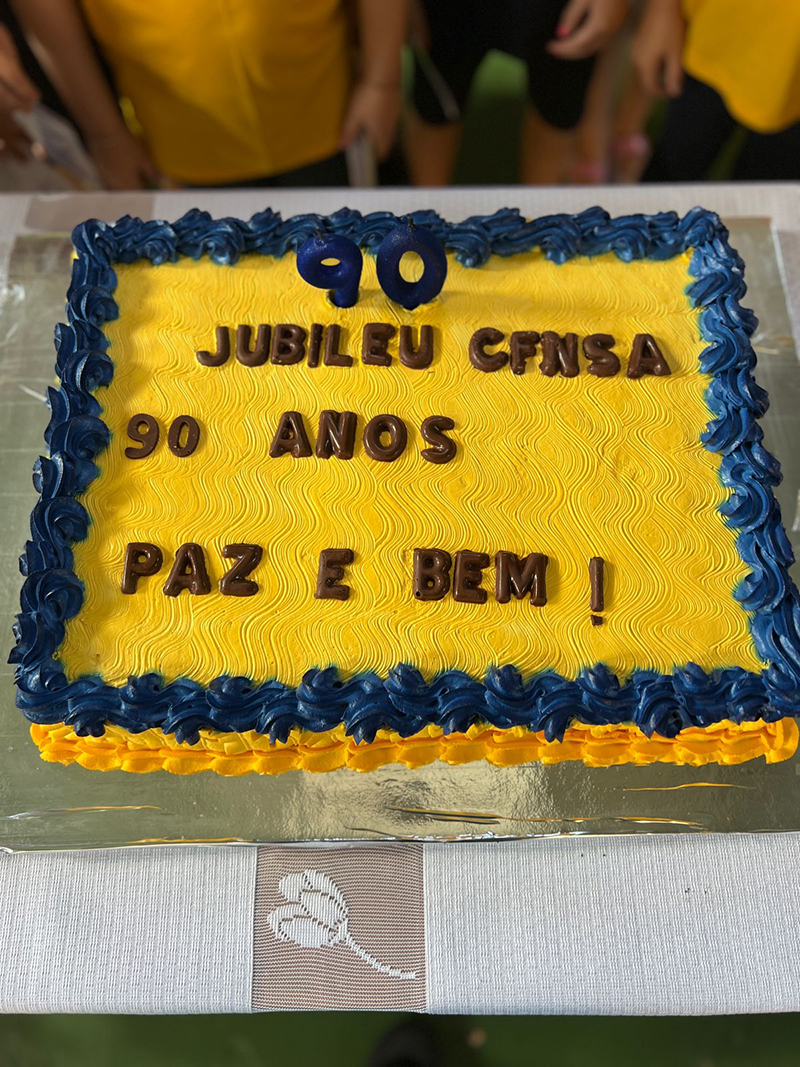 90
JUBILEU CFNSA
90 ANOS
PAZ E BEM !